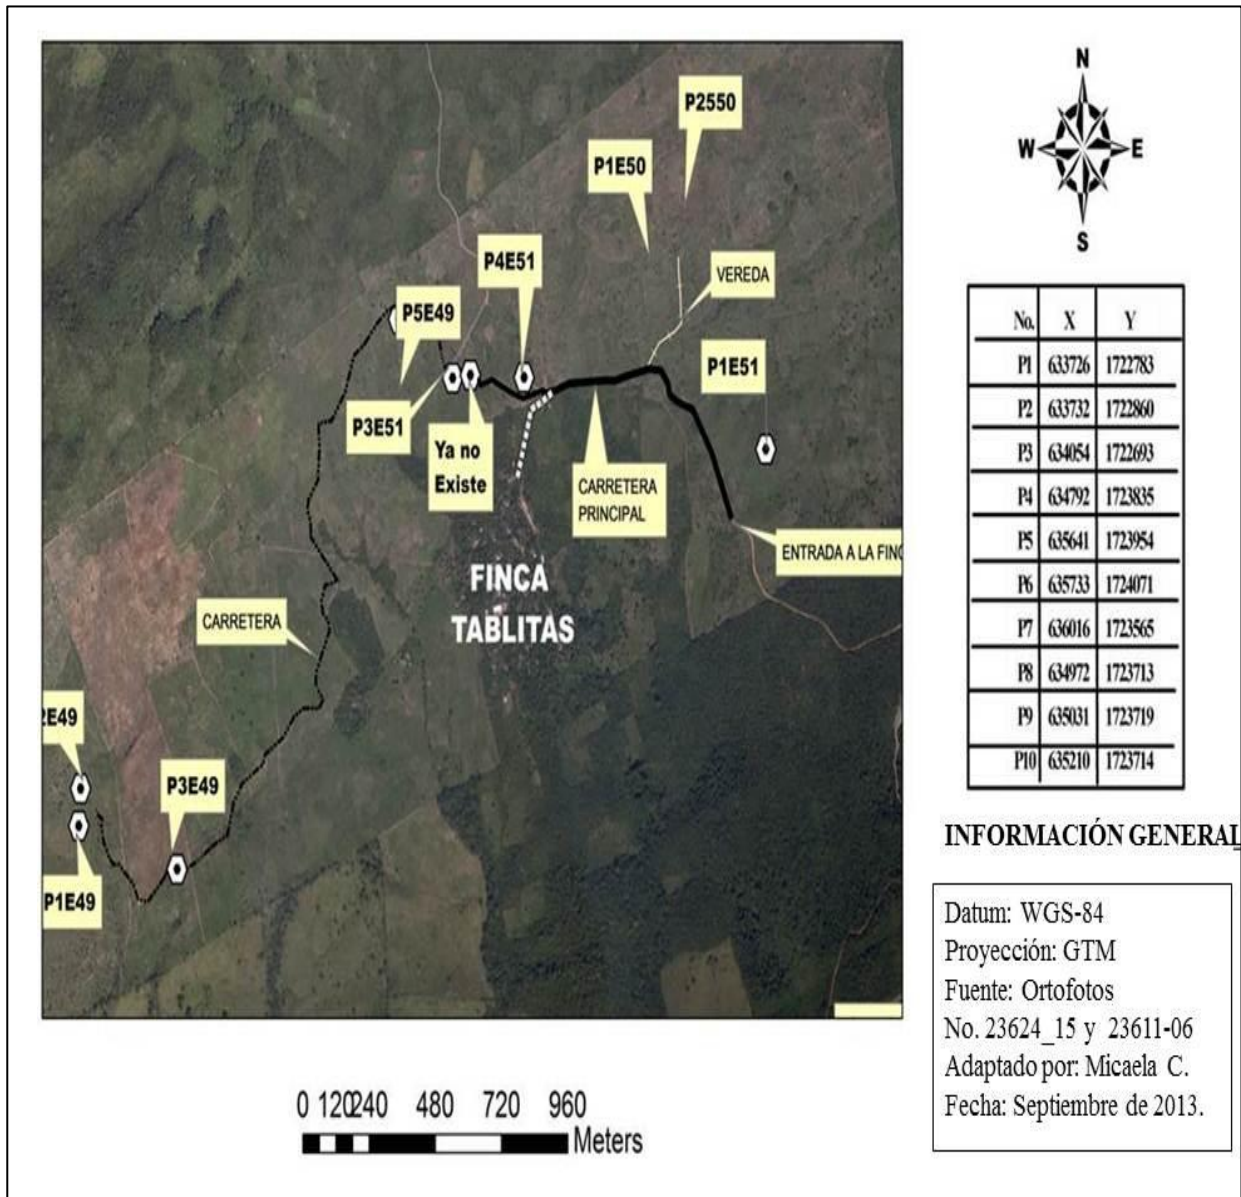 N
W E
S
P2550
P1E50
P4E51
VEREDA
P5E49
P1E51
P3E51
Ya no
Existe
CARRETERA
PRINCIPAL
ENTRADA A LA FINC
FINCA
TABLITAS
CARRETERA
2E49
P3E49
P1E49
No. X Y
P1 633726 1722783
P2 633732 1722860
P3 634054 1722693
P4 634792 1723835
P5 635641 1723954
P6 635733 1724071
P7 636016 1723565
P8 634972 1723713
P9 635031 1723719
P10 635210 1723714
INFORMACIÓN GENERAL
Datum: WGS-84
Proyección: GTM
Fuente: Ortofotos
No. 23624_15 y 23611-06
Adaptado por: Micaela C.
Fecha: Septiembre de 2013.
0 120 240 480 720 960
Meters